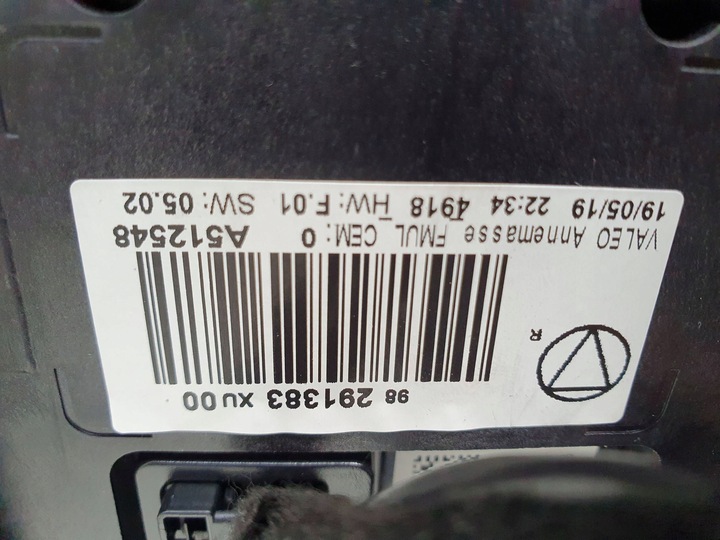 98 291383 XU 00
R
VALEO Annemasse FMUL CEM: 0 A512548
19/05/19 22:34 4918 HW: F.01 SW: 05.02